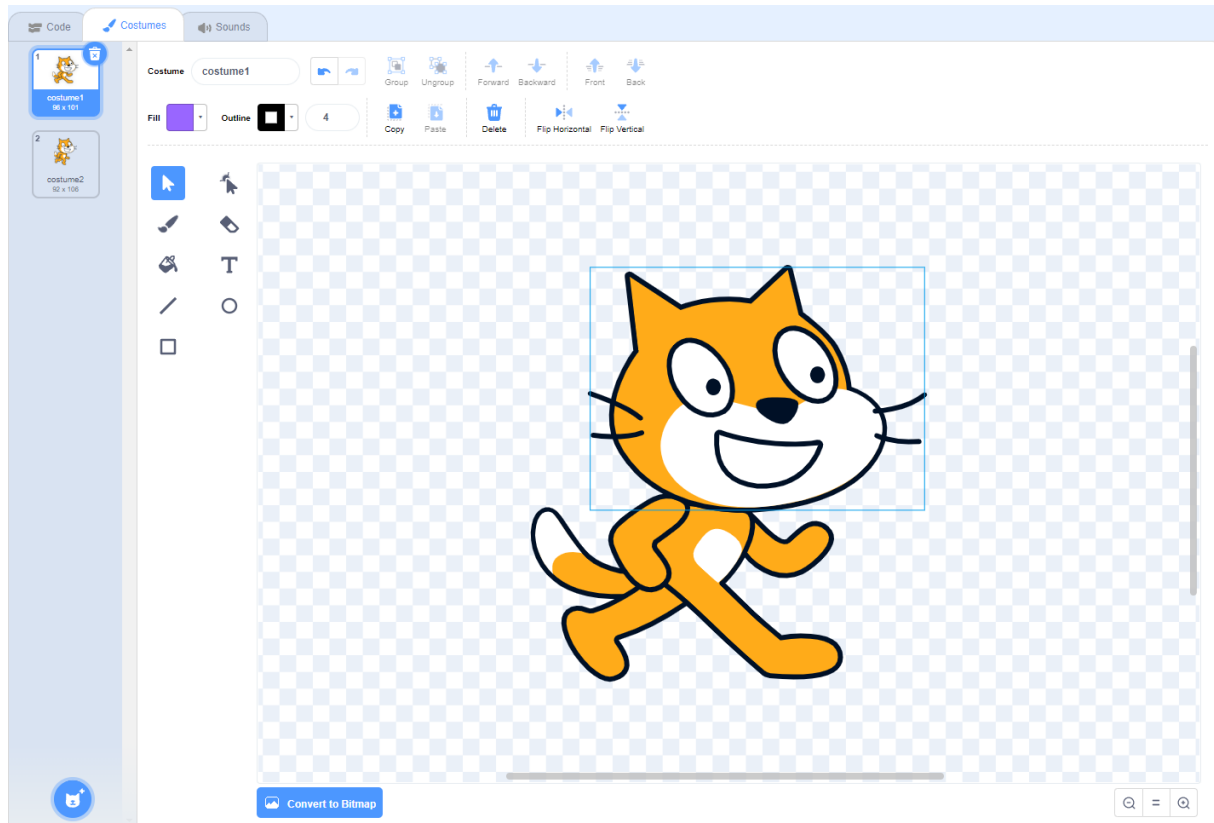 Code
Costumes
Sounds
1
costume1
96 x 101
2
costume2
92 x 106
Costume
costume1
Group
Ungroup
Forward
Backward
Front
Back
Fill
Outline
4
Copy
Paste
Delete
Flip Horizontal
Flip Vertical
T
Convert to Bitmap
=